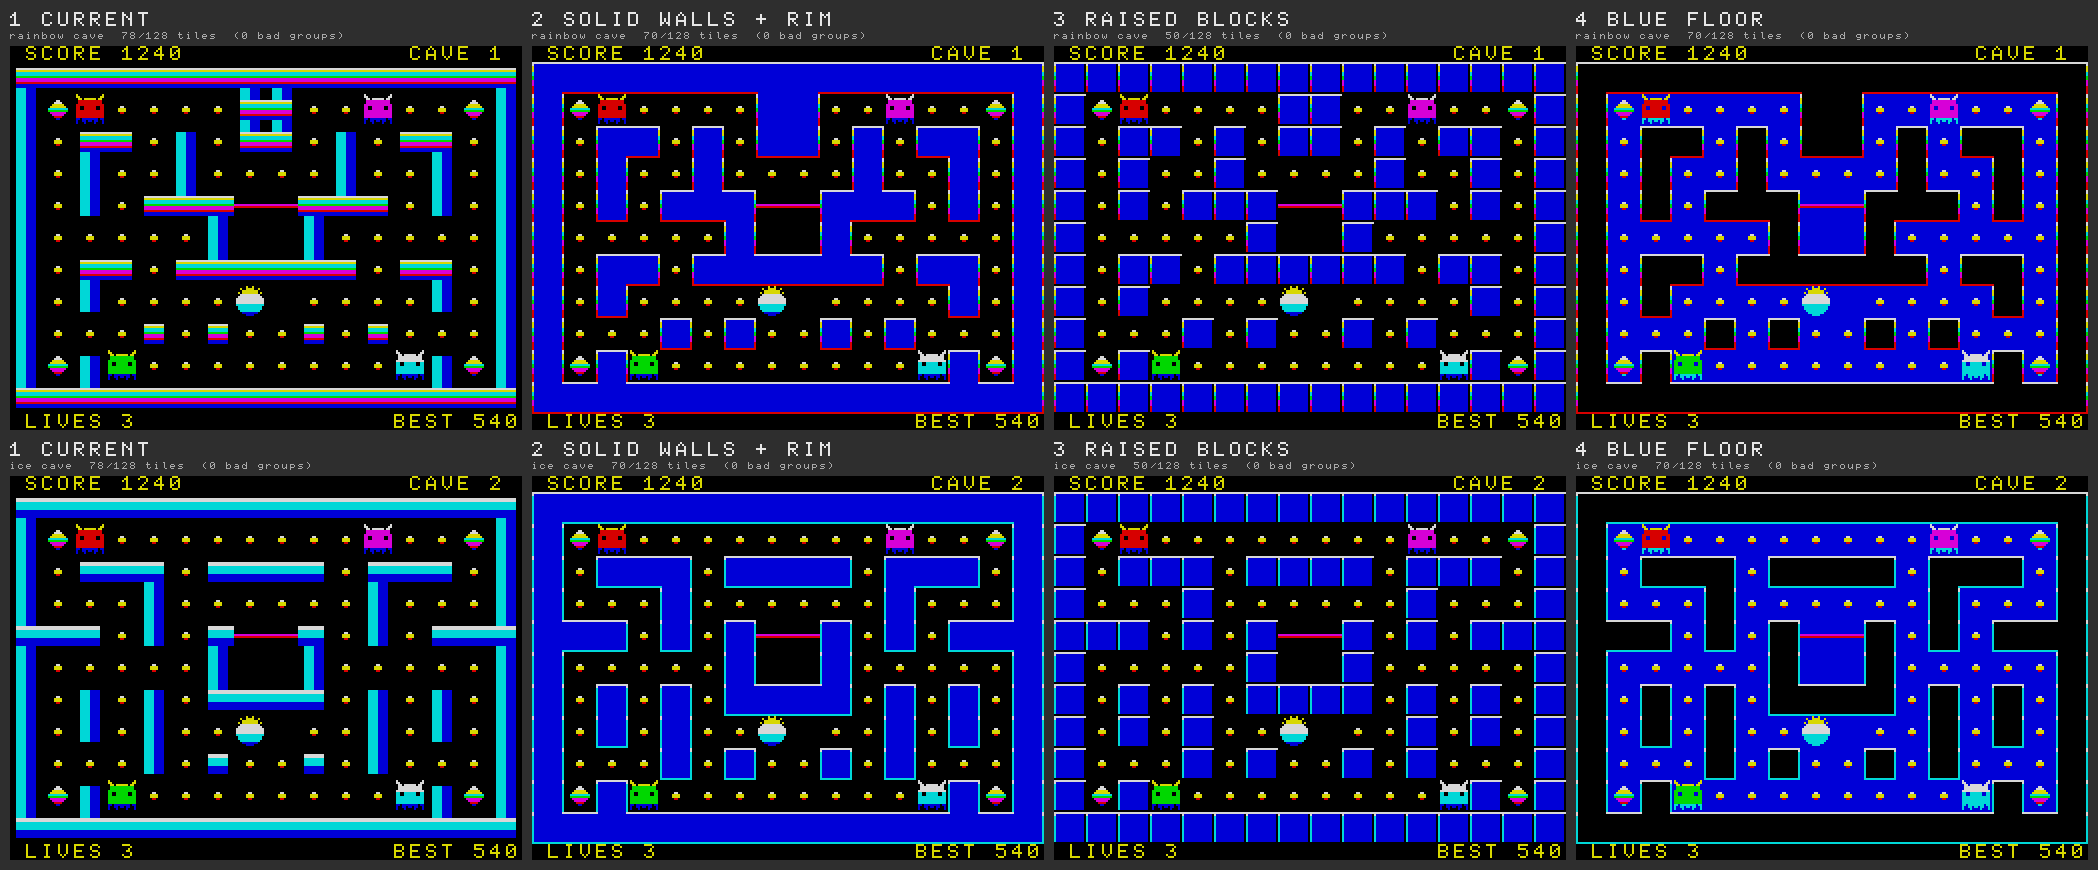 1 CURRENT
rainbow cave 78/128 tiles (0 bad groups)
SCORE 1240 CAVE 1
LIVES 3 BEST 540
2 SOLID WALLS + RIM
rainbow cave 70/128 tiles (0 bad groups)
SCORE 1240 CAVE 1
LIVES 3 BEST 540
3 RAISED BLOCKS
rainbow cave 50/128 tiles (0 bad groups)
SCORE 1240 CAVE 1
LIVES 3 BEST 540
4 BLUE FLOOR
rainbow cave 70/128 tiles (0 bad groups)
SCORE 1240 CAVE 1
LIVES 3 BEST 540
1 CURRENT
ice cave 78/128 tiles (0 bad groups)
SCORE 1240 CAVE 2
LIVES 3 BEST 540
2 SOLID WALLS + RIM
ice cave 70/128 tiles (0 bad groups)
SCORE 1240 CAVE 2
LIVES 3 BEST 540
3 RAISED BLOCKS
ice cave 50/128 tiles (0 bad groups)
SCORE 1240 CAVE 2
LIVES 3 BEST 540
4 BLUE FLOOR
ice cave 70/128 tiles (0 bad groups)
SCORE 1240 CAVE 2
LIVES 3 BEST 540